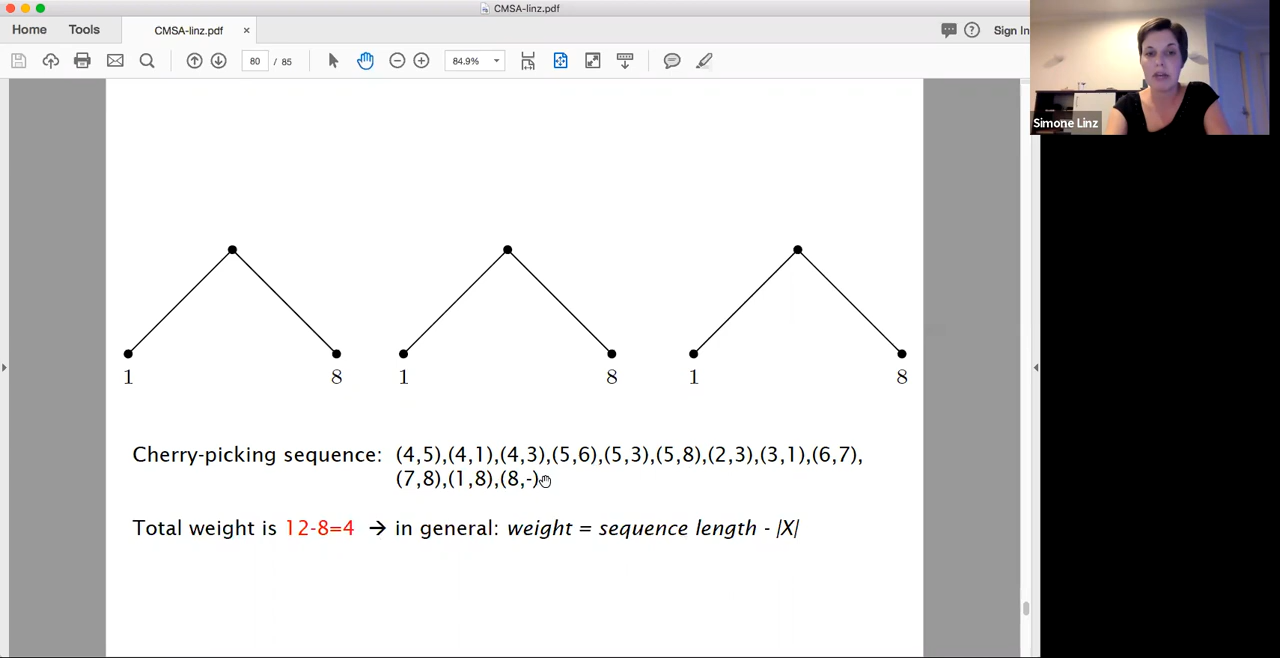 CMSA-linz.pdf
Home Tools CMSA-linz.pdf × Sign In
80 / 85 84.9%
Simone Linz
1 8 1 8 1 8
Cherry-picking sequence: (4,5),(4,1),(4,3),(5,6),(5,3),(5,8),(2,3),(3,1),(6,7),
(7,8),(1,8),(8,-)
Total weight is 12-8=4 → in general: weight = sequence length - |X|